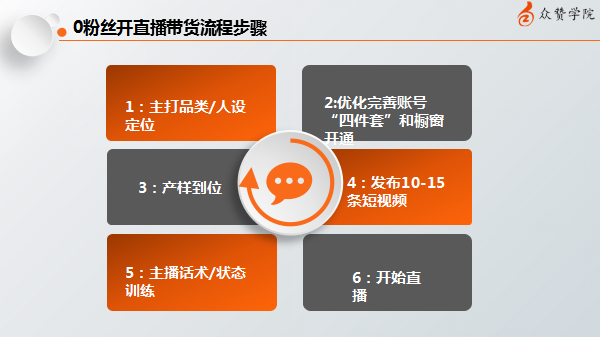 0粉丝开直播带货流程步骤
众赞学院
1：主打品类/人设
定位
2:优化完善账号
“四件套”和橱窗
开通
3：产样到位
4：发布10-15
条短视频
5：主播话术/状态
训练
6：开始直
播